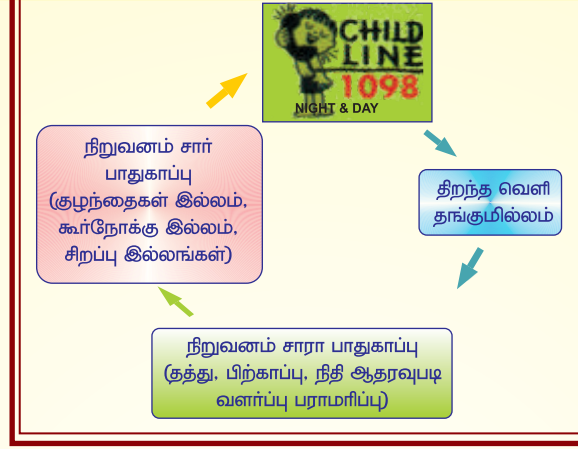 CHILD
LINE
1098
NIGHT & DAY
திறந்த வெளி
தங்குமில்லம்
நிறுவனம் சாரா பாதுகாப்பு
(தத்து, பிற்காப்பு, நிதி ஆதரவுபடி
வளர்ப்பு பராமரிப்பு)
நிறுவனம் சார்
பாதுகாப்பு
(குழந்தைகள் இல்லம்,
கூர்நோக்கு இல்லம்,
சிறப்பு இல்லங்கள்)